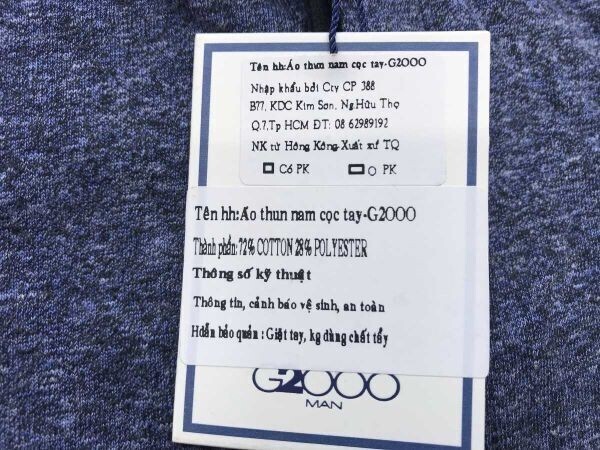 Tên hh:Áo thun nam cọc tay-G2000
Nhập khẩu bởi Cty CP 388
B77, KDC Kim Sơn, Ng.Hữu Thọ
Q.7,Tp HCM ĐT: 08 62989192
NK từ Hồng Kông-Xuất xứ TQ
C6 PK O PK
Tên hh:Áo thun nam cọc tay-G2000
Thành phần: 72% COTTON 28% POLYESTER
Thông số kỹ thuật
Thông tin, cảnh báo vệ sinh, an toàn
Hdẫn bảo quản : Giặt tay, kg dùng chất tẩy
G2000
MAN